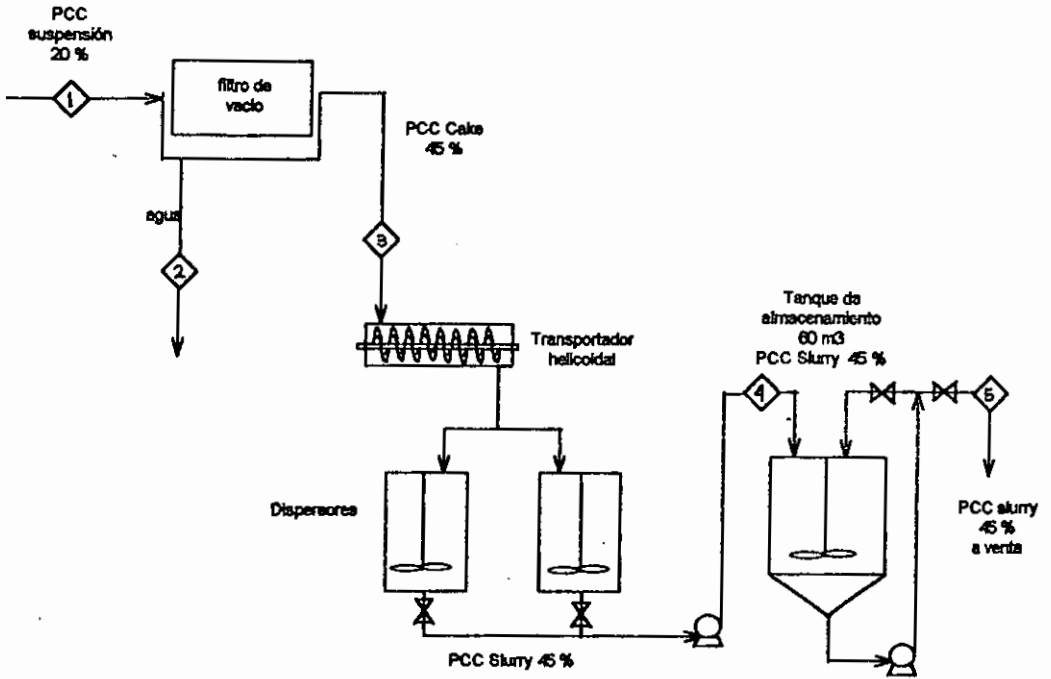 PCC
suspensión
20 %
1
filtro de
vacio
PCC Cake
45 %
agua
2
3
Transportador
helicoidal
Tanque de
almacenamiento
60 m3
PCC Slurry 45 %
4
5
Dispersores
PCC slurry
45 %
a venta
PCC Slurry 45 %